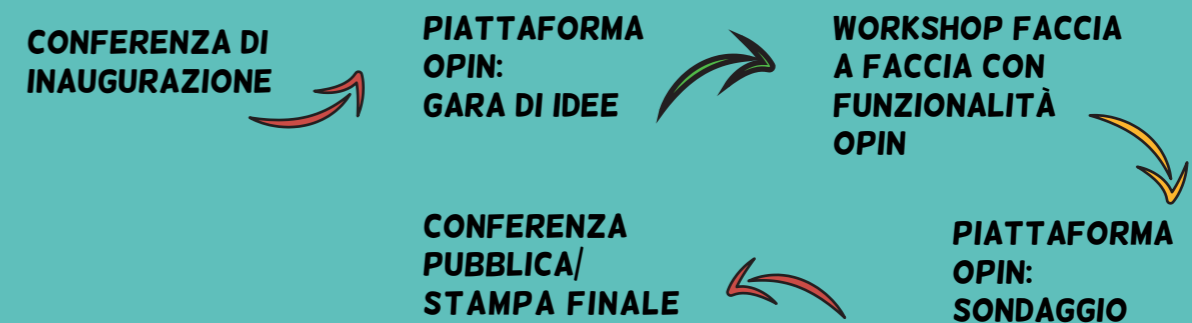 CONFERENZA DI
INAUGURAZIONE
PIATTAFORMA
OPIN:
GARA DI IDEE
WORKSHOP FACCIA
A FACCIA CON
FUNZIONALITÀ
OPIN
PIATTAFORMA
OPIN:
SONDAGGIO
CONFERENZA
PUBBLICA/
STAMPA FINALE